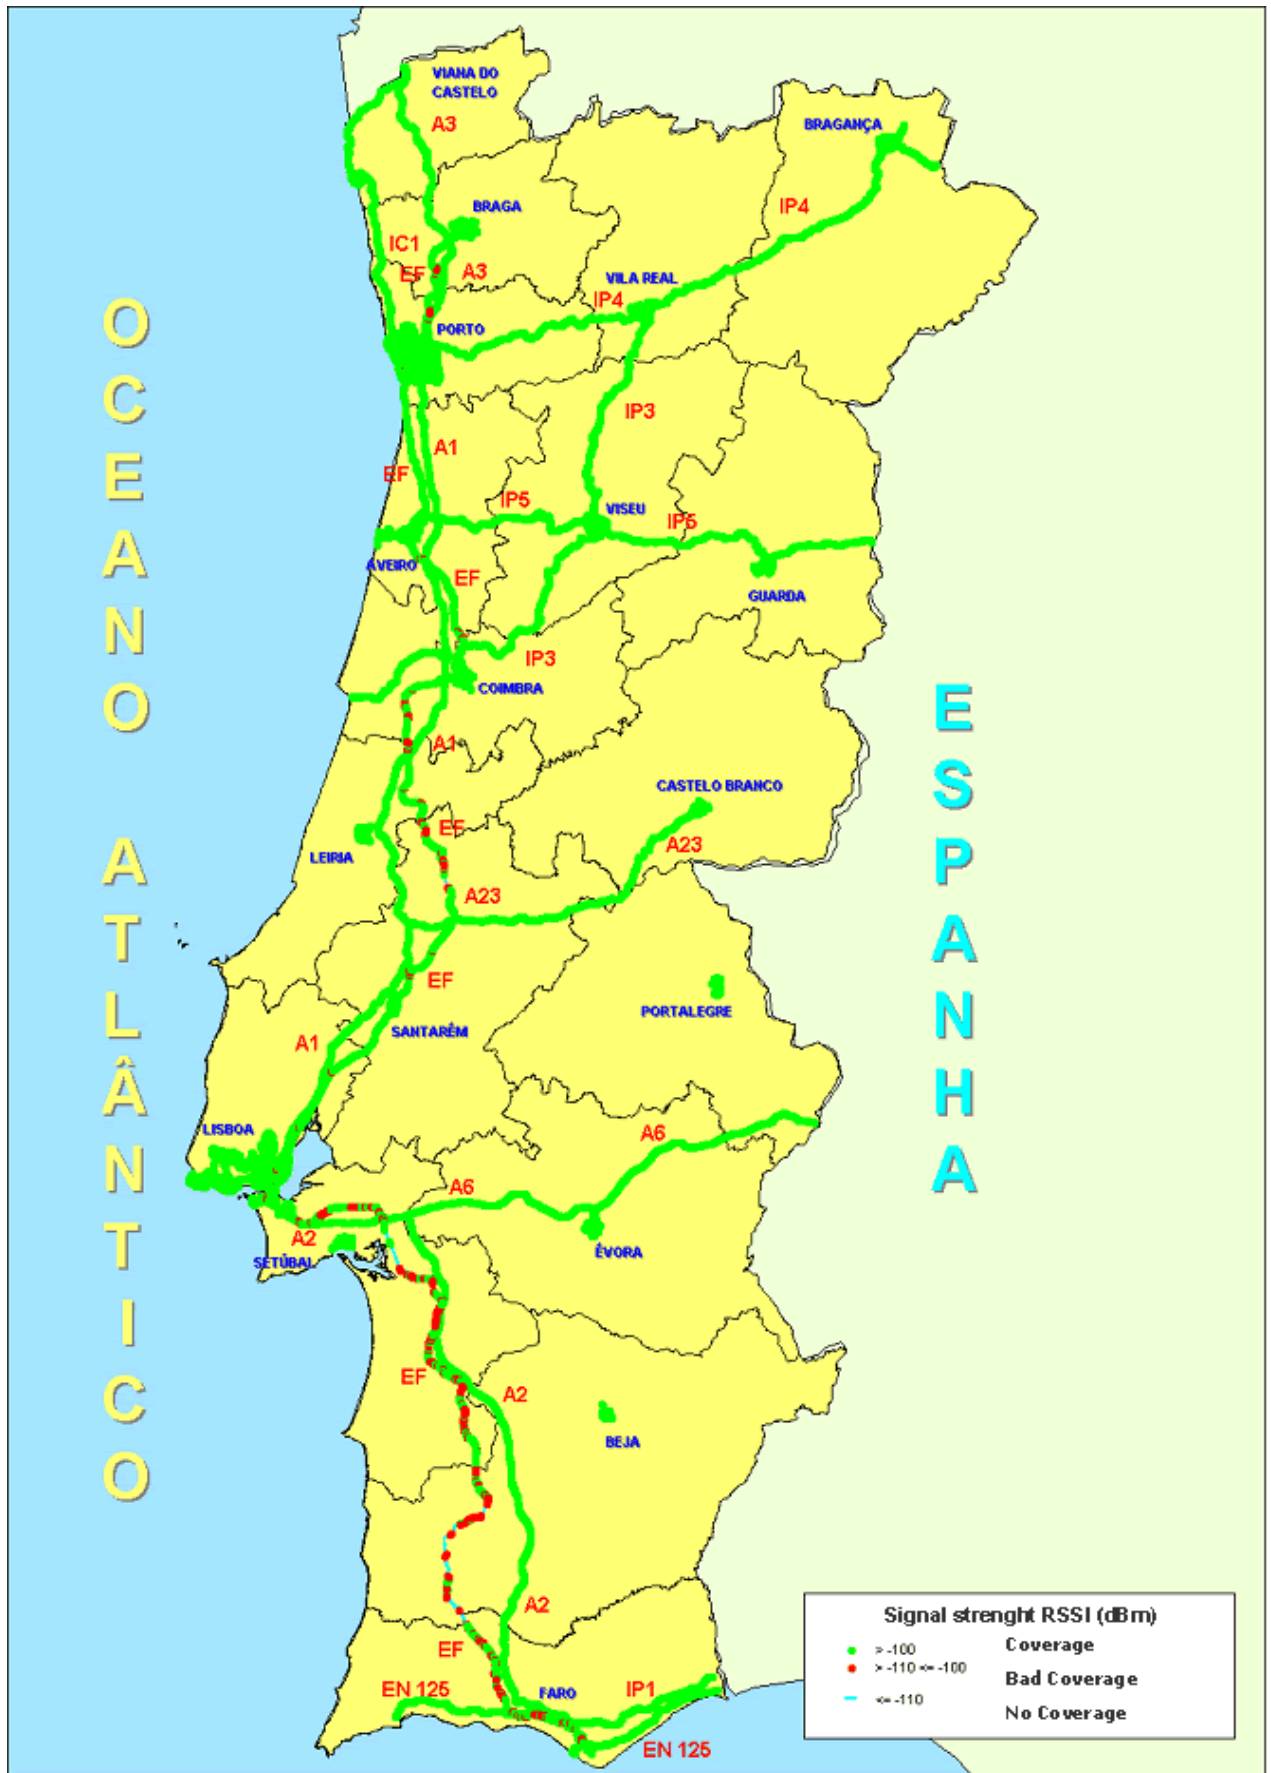 VIANA DO
CASTELO
A3
BRAGANÇA
IP4
BRAGA
IC1
EF
A3
VILA REAL
IP4
PORTO
IP3
A1
EF
IP5
VISEU
IP5
AVEIRO
EF
GUARDA
IP3
COIMBRA
A1
CASTELO BRANCO
EF
A23
LEIRIA
A23
EF
PORTALEGRE
SANTARÉM
A1
LISBOA
A6
A6
A2
ÉVORA
SETÚBAL
EF
A2
BEJA
A2
EF
EN 125
FARO
IP1
EN 125
OCEANO ATLÂNTICO
ESPANHA
Signal strenght RSSI (dBm)
> -100 Coverage
> -110 <= -100 Bad Coverage
<= -110 No Coverage